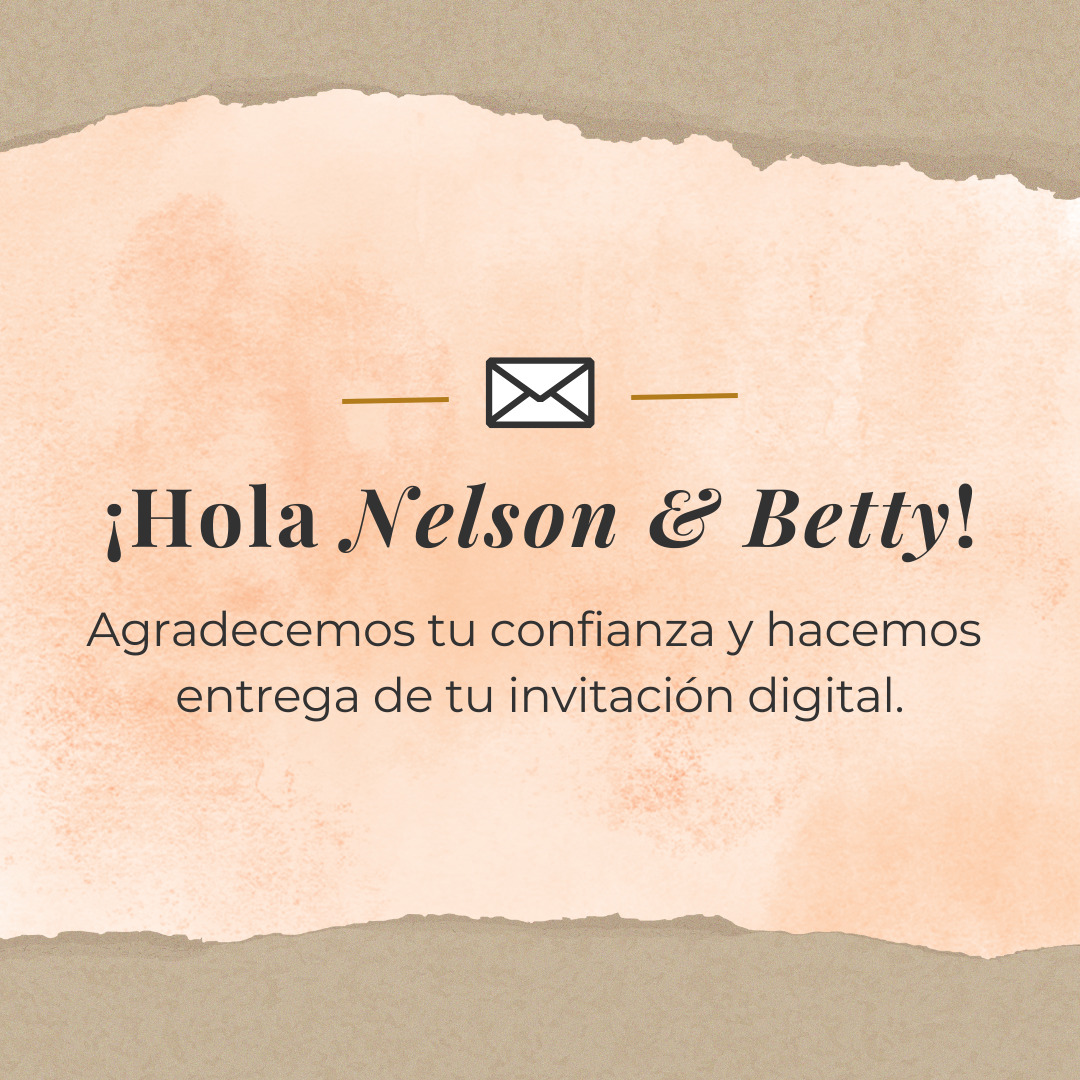 ¡Hola Nelson & Betty!
Agradecemos tu confianza y hacemos
entrega de tu invitación digital.